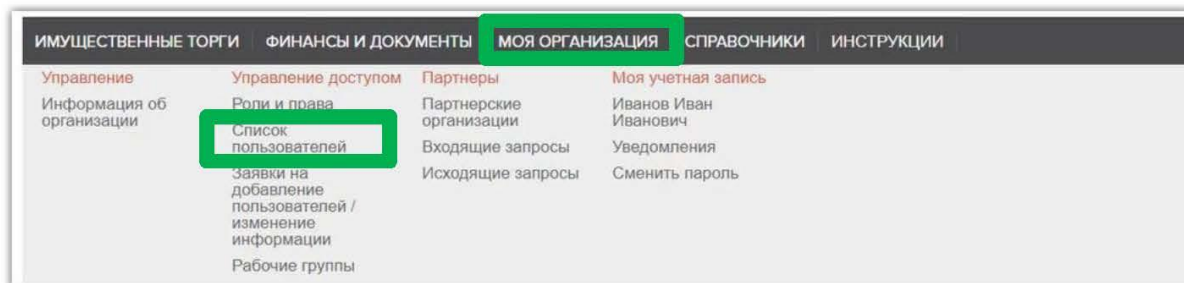 ИМУЩЕСТВЕННЫЕ ТОРГИ ФИНАНСЫ И ДОКУМЕНТЫ МОЯ ОРГАНИЗАЦИЯ СПРАВОЧНИКИ ИНСТРУКЦИИ
Управление
Информация об
организации
Управление доступом
Роли и права
Список
пользователей
Заявки на
добавление
пользователей /
изменение
информации
Рабочие группы
Партнеры
Партнерские
организации
Входящие запросы
Исходящие запросы
Моя учетная запись
Иванов Иван
Иванович
Уведомления
Сменить пароль